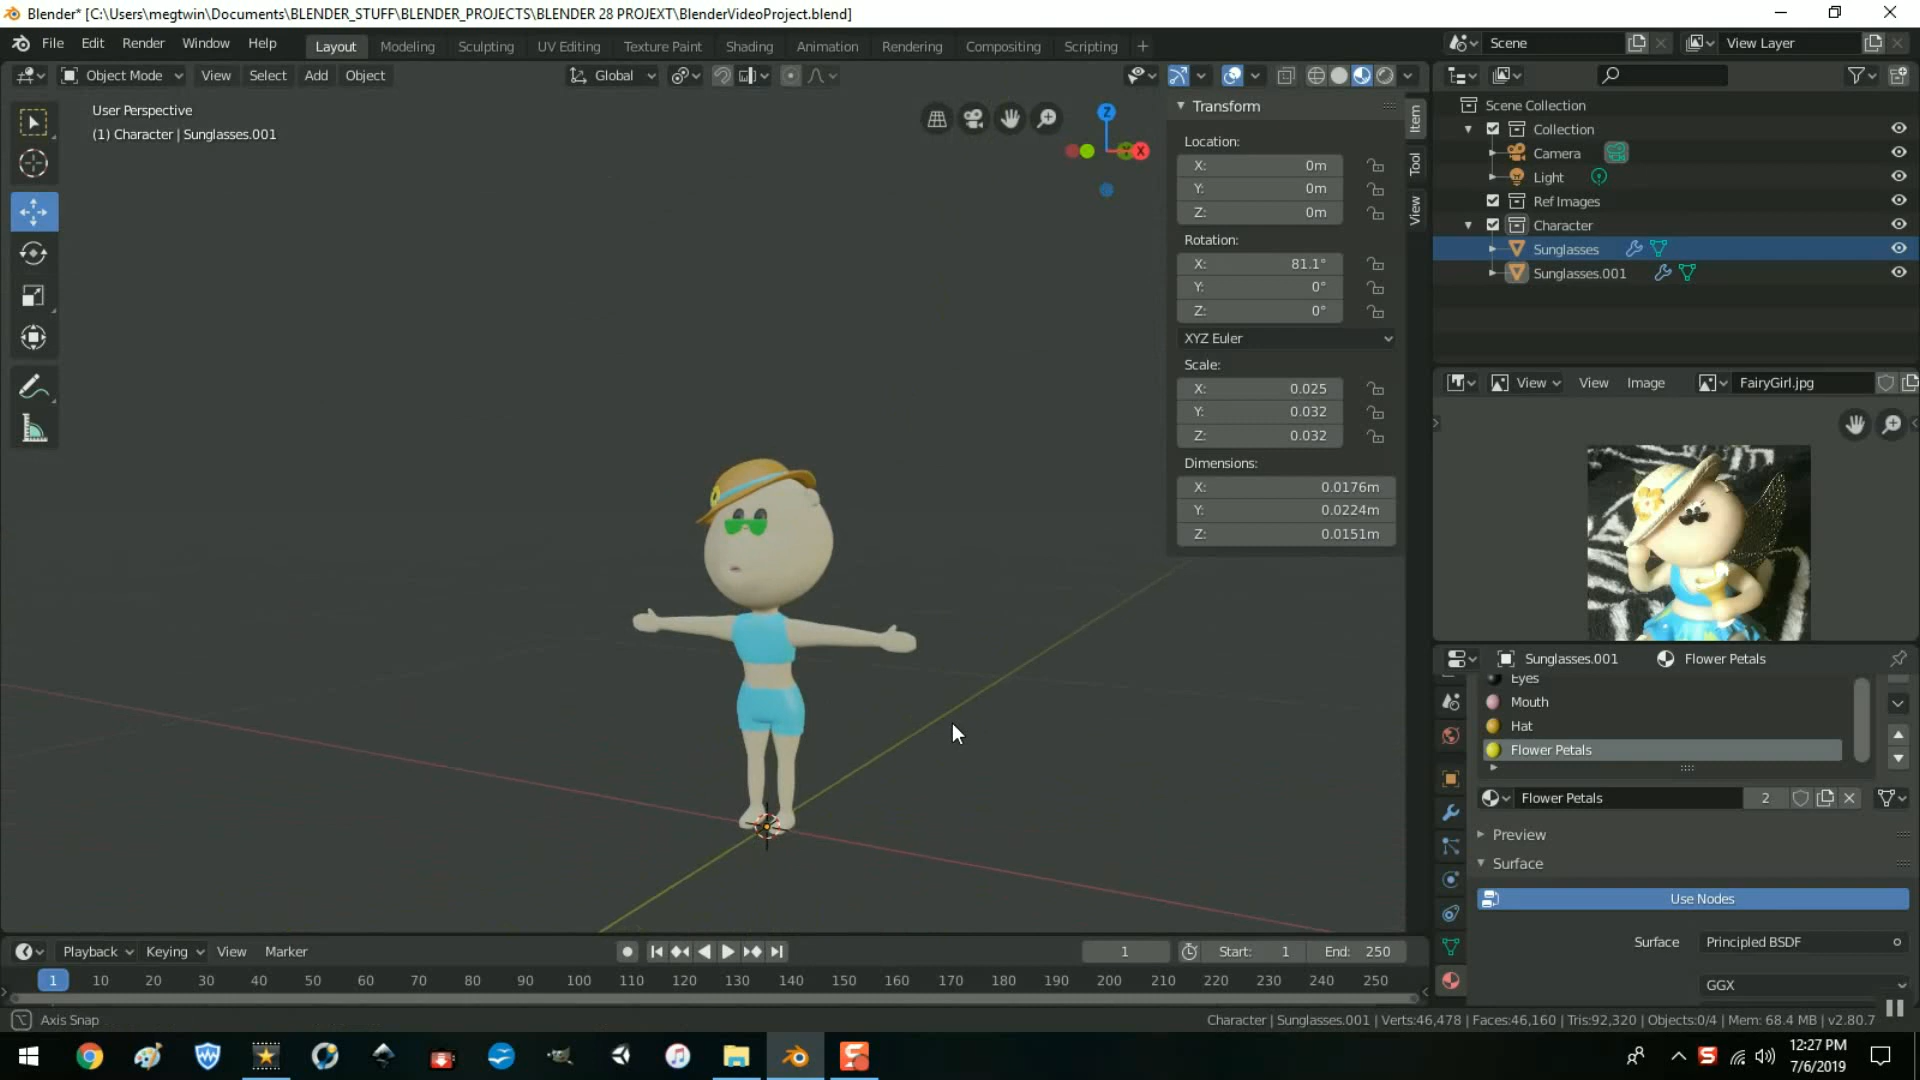 Blender* [C:\Users\megtwin\Documents\BLENDER_STUFF\BLENDER_PROJECTS\BLENDER 28 PROJEXT\BlenderVideoProject.blend]
File Edit Render Window Help Layout Modeling Sculpting UV Editing Texture Paint Shading Animation Rendering Compositing Scripting + Scene View Layer
Object Mode View Select Add Object Global
User Perspective
(1) Character | Sunglasses.001
Z
X
Y
Transform
Location:
X: 0m
Y: 0m
Z: 0m
Rotation:
X: 81.1°
Y: 0°
Z: 0°
XYZ Euler
Scale:
X: 0.025
Y: 0.032
Z: 0.032
Dimensions:
X: 0.0176m
Y: 0.0224m
Z: 0.0151m
Item
Tool
View
Scene Collection
Collection
Camera
Light
Ref Images
Character
Sunglasses
Sunglasses.001
View View Image FairyGirl.jpg
Sunglasses.001 Flower Petals
Eyes
Mouth
Hat
Flower Petals
Flower Petals 2
Preview
Surface
Use Nodes
Surface Principled BSDF
GGX
Playback Keying View Marker 1 Start: 1 End: 250
1 10 20 30 40 50 60 70 80 90 100 110 120 130 140 150 160 170 180 190 200 210 220 230 240 250
Axis Snap Character | Sunglasses.001 | Verts:46,478 | Faces:46,160 | Tris:92,320 | Objects:0/4 | Mem: 68.4 MB | v2.80.7
12:27 PM
7/6/2019